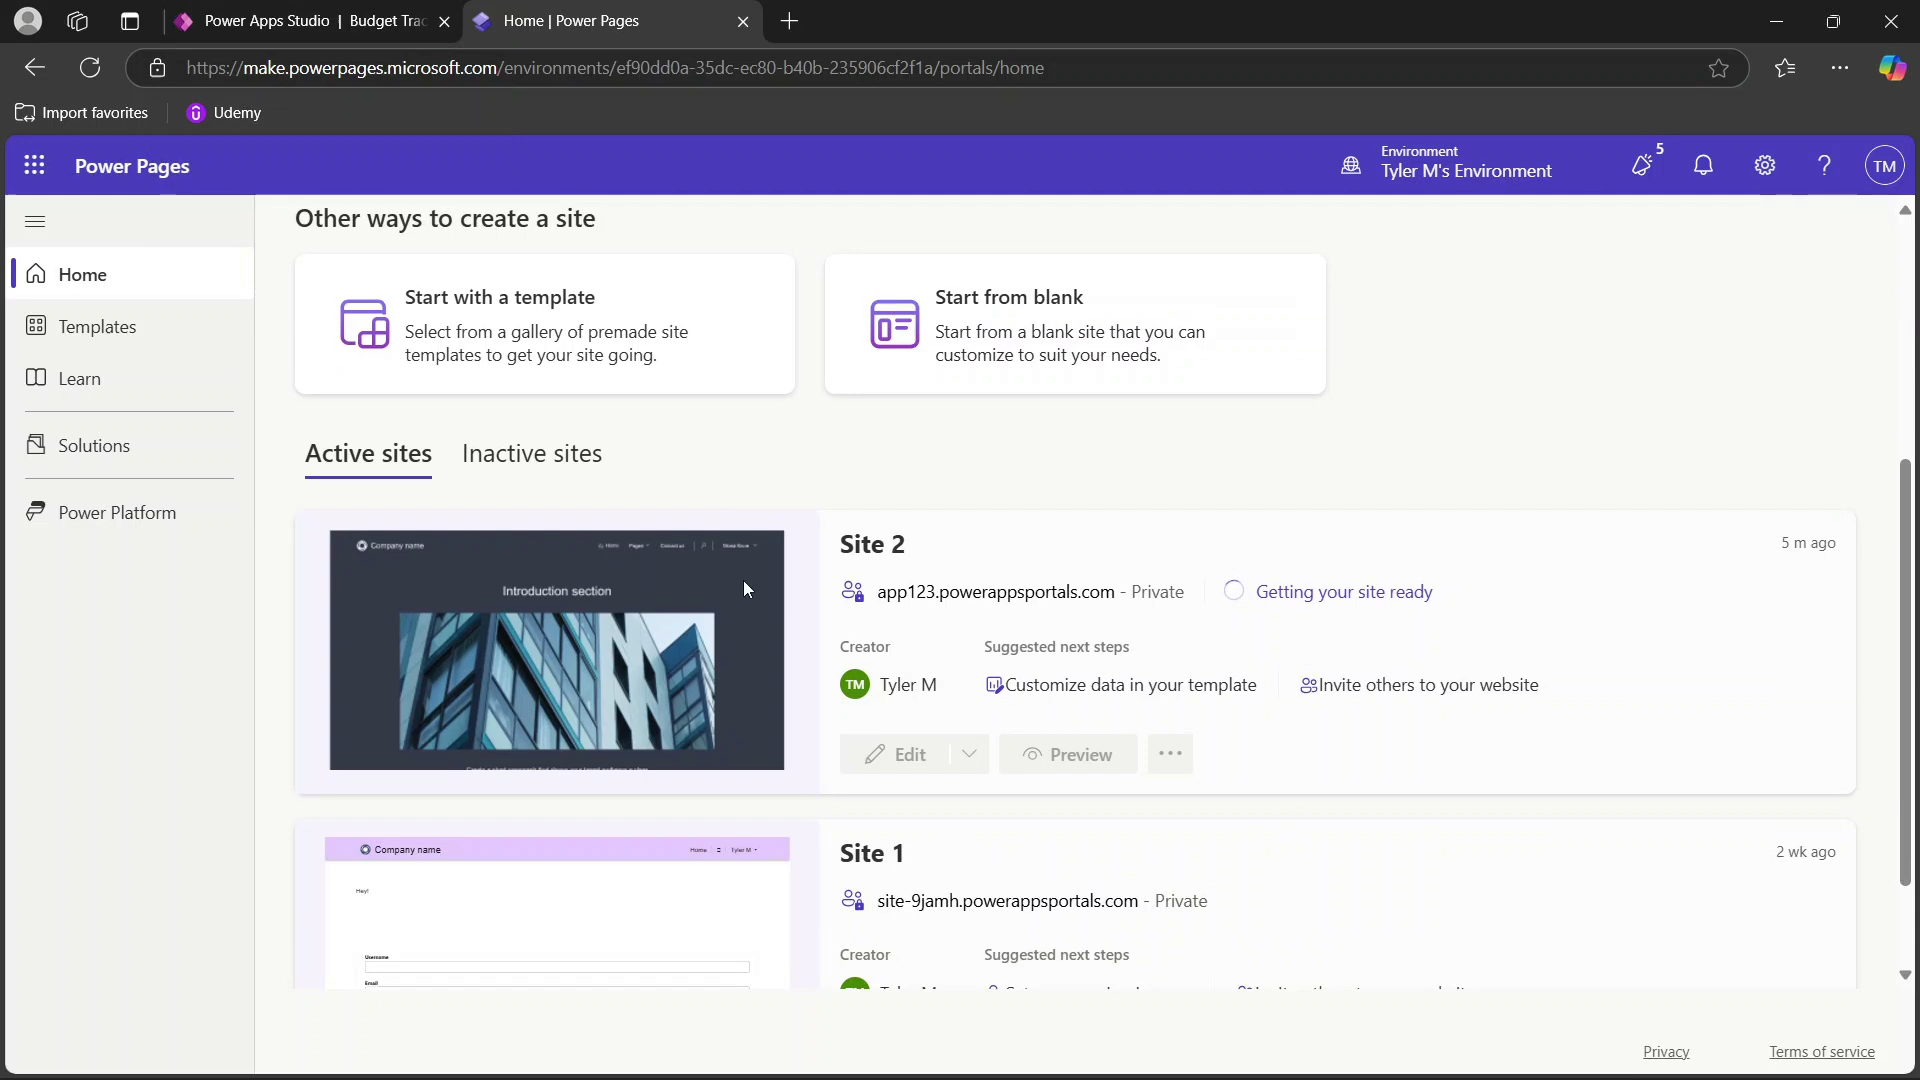 Power Apps Studio | Budget Trac
Home | Power Pages
https://make.powerpages.microsoft.com/environments/ef90dd0a-35dc-ec80-b40b-235906cf2f1a/portals/home
Import favorites
Udemy
Power Pages
Environment
Tyler M's Environment
5
TM
Home
Templates
Learn
Solutions
Power Platform
Other ways to create a site
Start with a template
Select from a gallery of premade site
templates to get your site going.
Start from blank
Start from a blank site that you can
customize to suit your needs.
Active sites
Inactive sites
Company name
Home
Pages
Contact us
Introduction section
Site 2
5 m ago
app123.powerappsportals.com - Private
Getting your site ready
Creator
Suggested next steps
TM
Tyler M
Customize data in your template
Invite others to your website
Edit
Preview
Company name
Home
Tyler M
Hey!
Username
Email
Site 1
2 wk ago
site-9jamh.powerappsportals.com - Private
Creator
Suggested next steps
Privacy
Terms of service